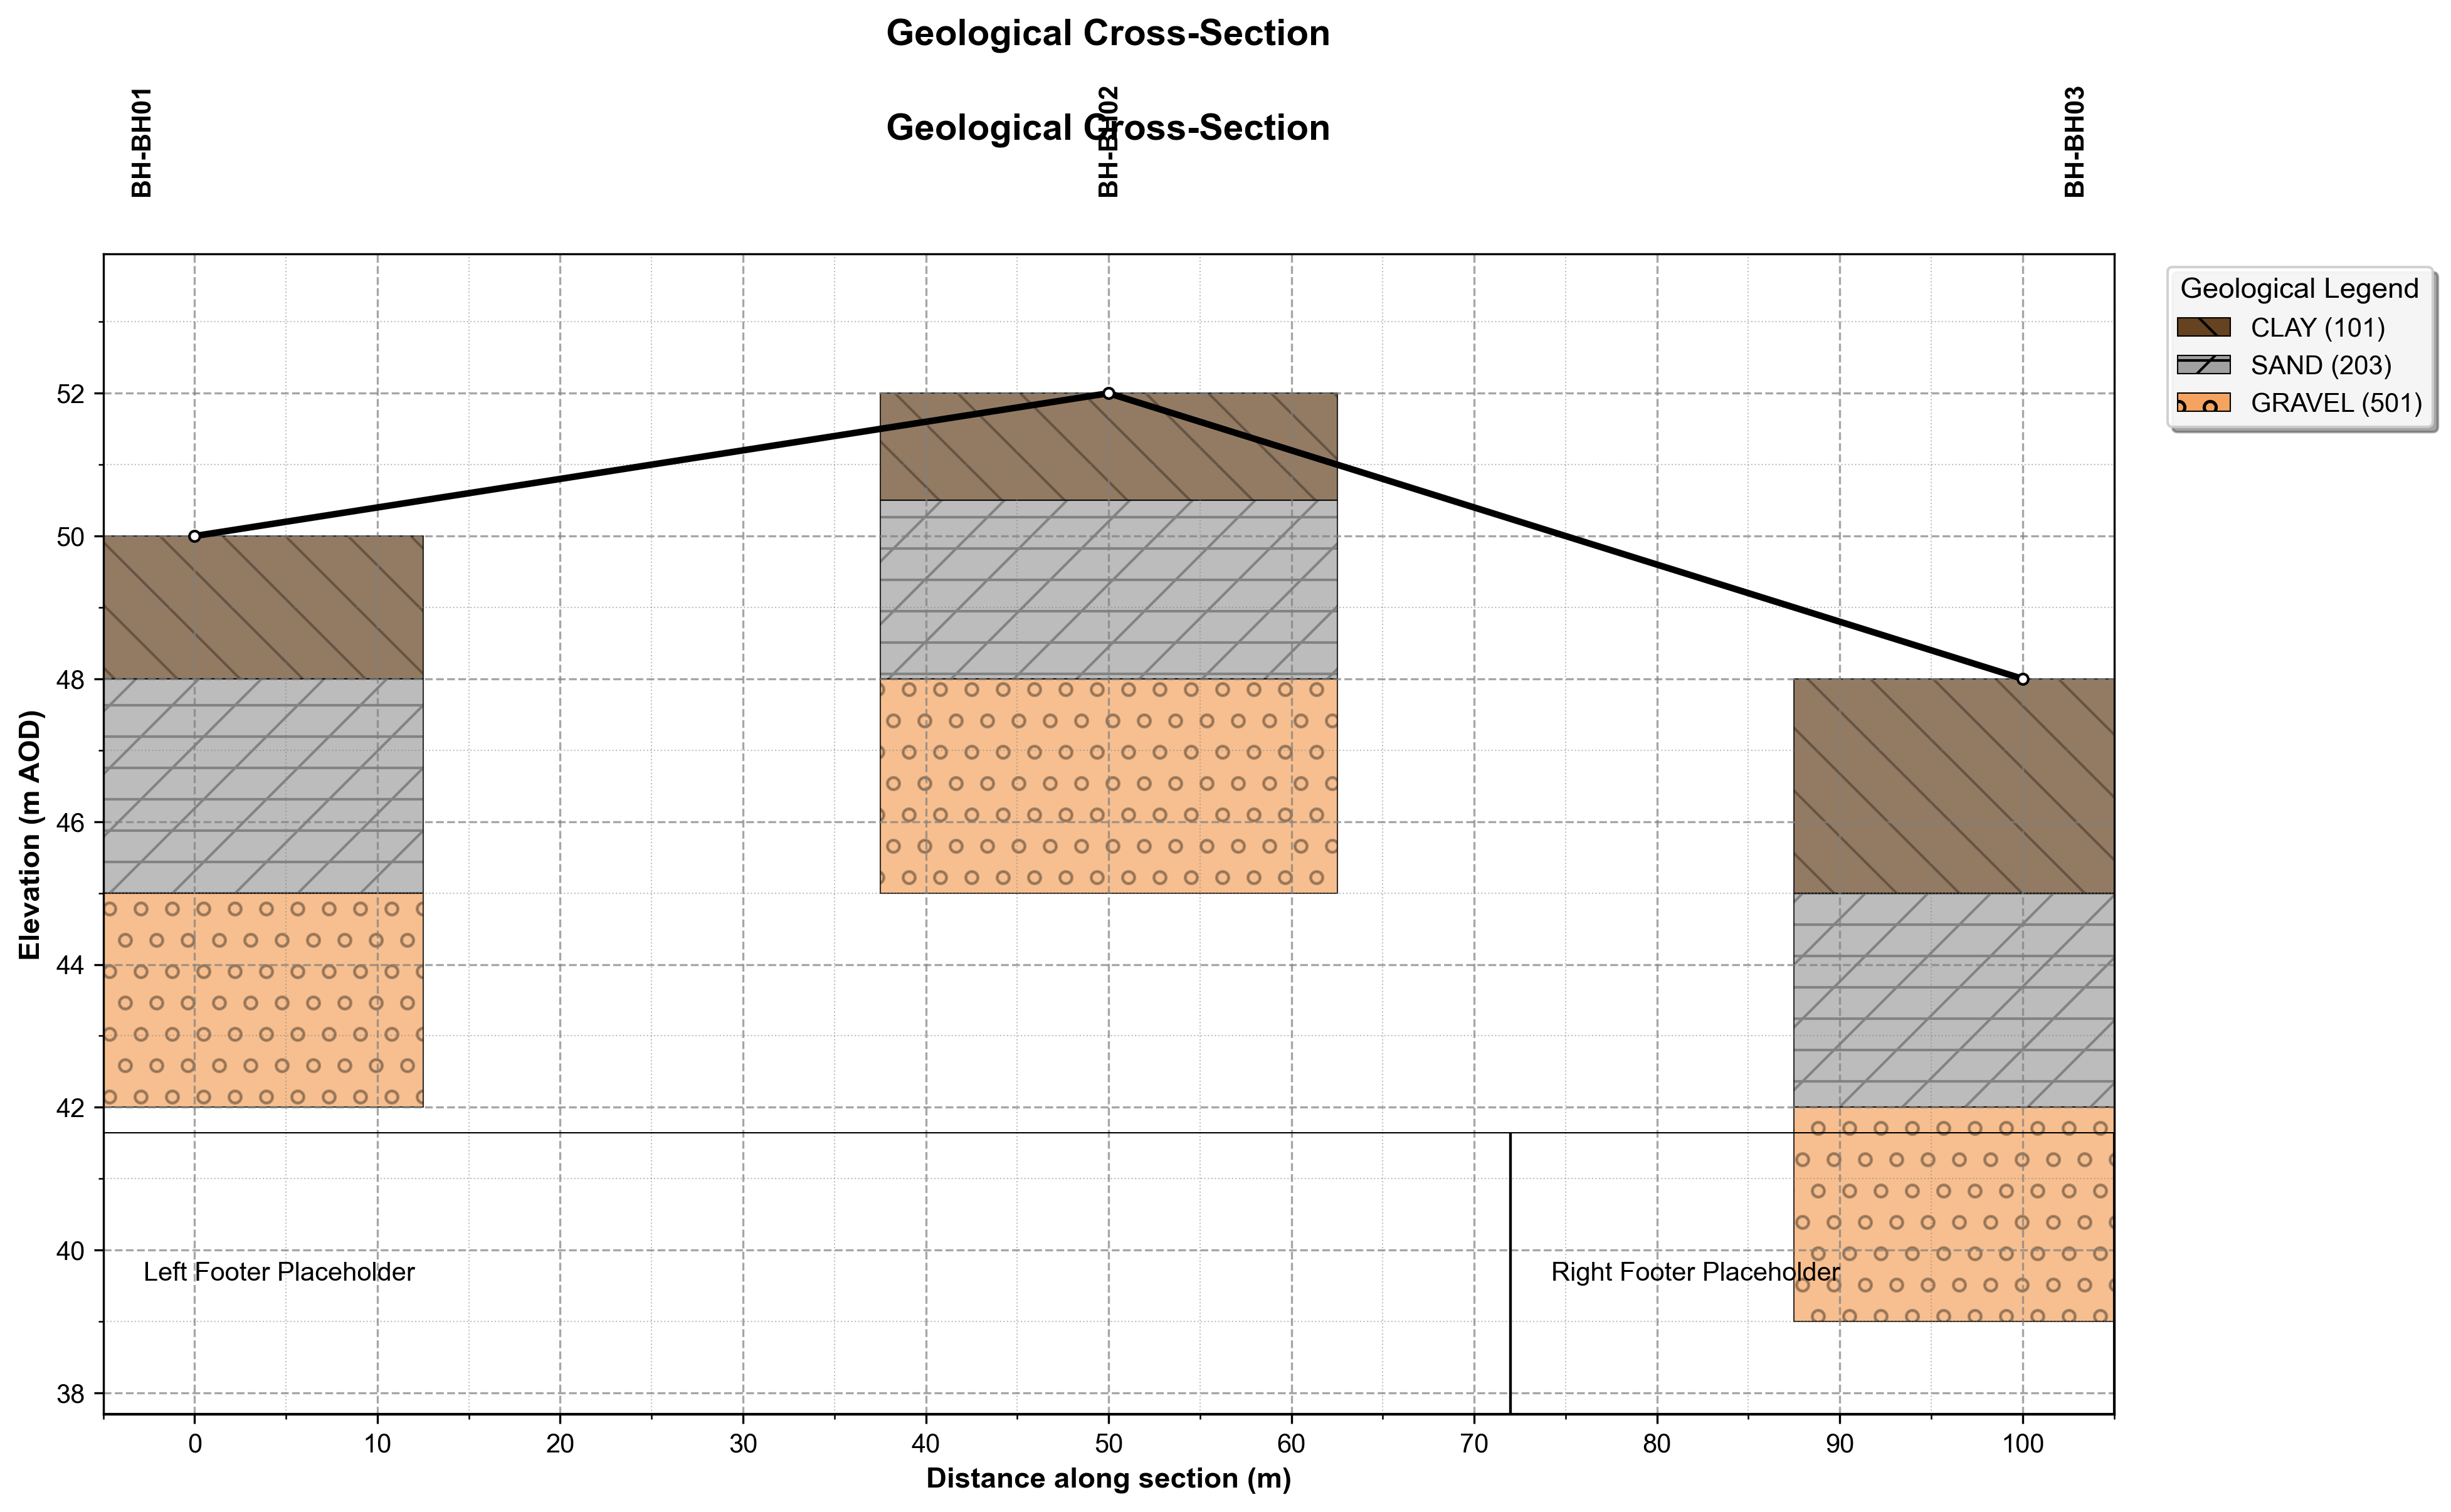 Geological Cross-Section
BH-BH01
BH-BH02
BH-BH03
Geological Cross-Section
Geological Legend
CLAY (101)
SAND (203)
GRAVEL (501)
Elevation (m AOD)
52
50
48
46
44
42
40
38
Left Footer Placeholder
Right Footer Placeholder
0 10 20 30 40 50 60 70 80 90 100
Distance along section (m)